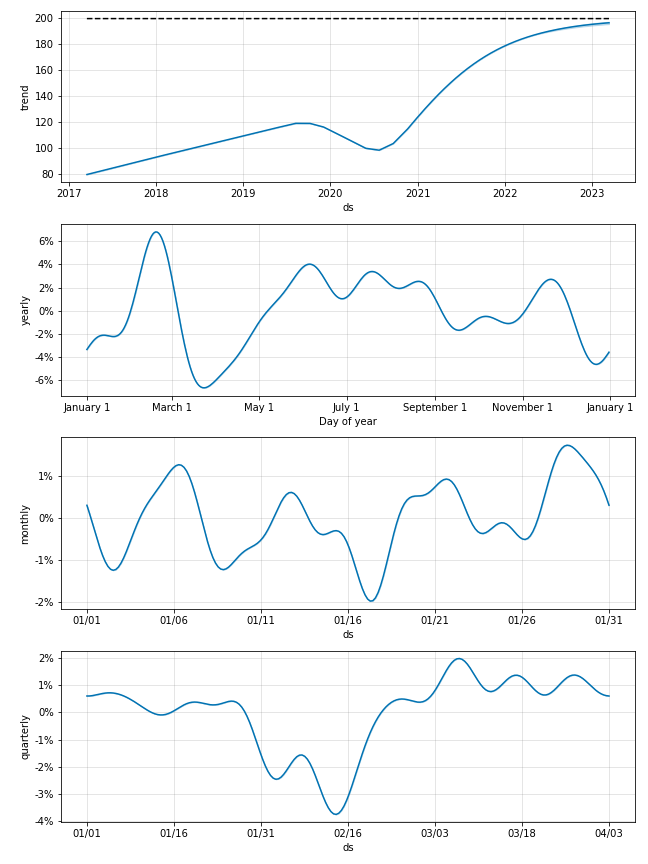 200
180
160
140
120
100
80
trend
2017 2018 2019 2020 2021 2022 2023
ds
6%
4%
2%
0%
-2%
-4%
-6%
yearly
January 1 March 1 May 1 July 1 September 1 November 1 January 1
Day of year
1%
0%
-1%
-2%
monthly
01/01 01/06 01/11 01/16 01/21 01/26 01/31
ds
2%
1%
0%
-1%
-2%
-3%
-4%
quarterly
01/01 01/16 01/31 02/16 03/03 03/18 04/03
ds